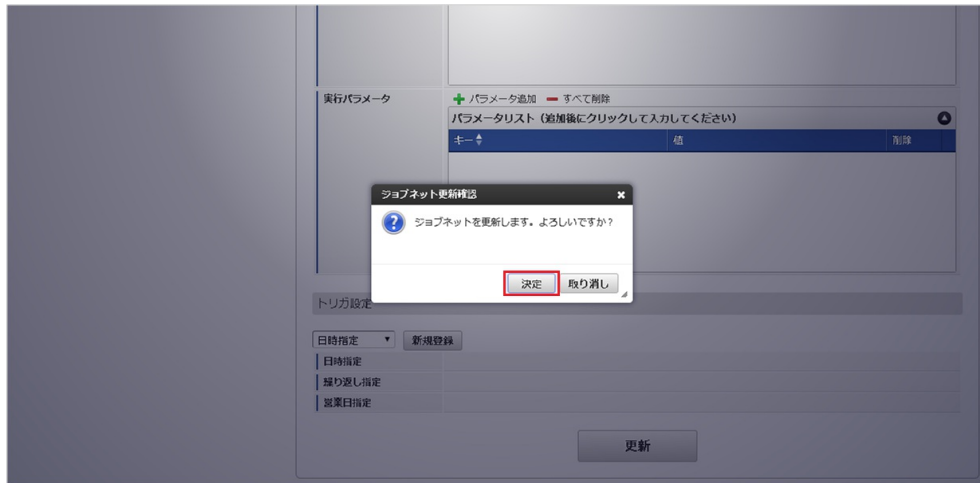 実行パラメータ
パラメータ追加 すべて削除
パラメータリスト（追加後にクリックして入力してください）
キー 値 削除
ジョブネット更新確認
ジョブネットを更新します。よろしいですか？
決定 取り消し
トリガ設定
日時指定 新規登録
日時指定
繰り返し指定
営業日指定
更新